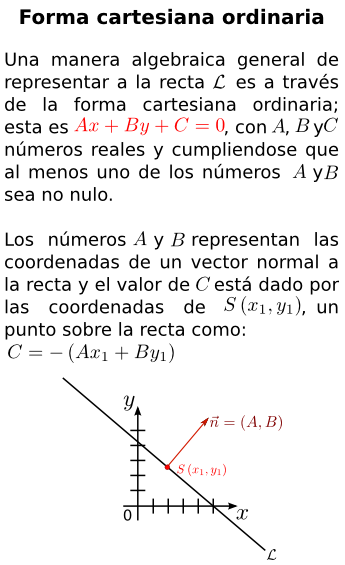 Forma cartesiana ordinaria
Una manera algebraica general de
representar a la recta ℒ es a través
de la forma cartesiana ordinaria;
esta es Ax + By + C = 0, con A, B y C
números reales y cumpliendose que
al menos uno de los números A y B
sea no nulo.
Los números A y B representan las
coordenadas de un vector normal a
la recta y el valor de C está dado por
las coordenadas de S (x₁, y₁), un
punto sobre la recta como:
C = − (Ax₁ + By₁)
y
n⃗ = (A, B)
S (x₁, y₁)
0
x
ℒ